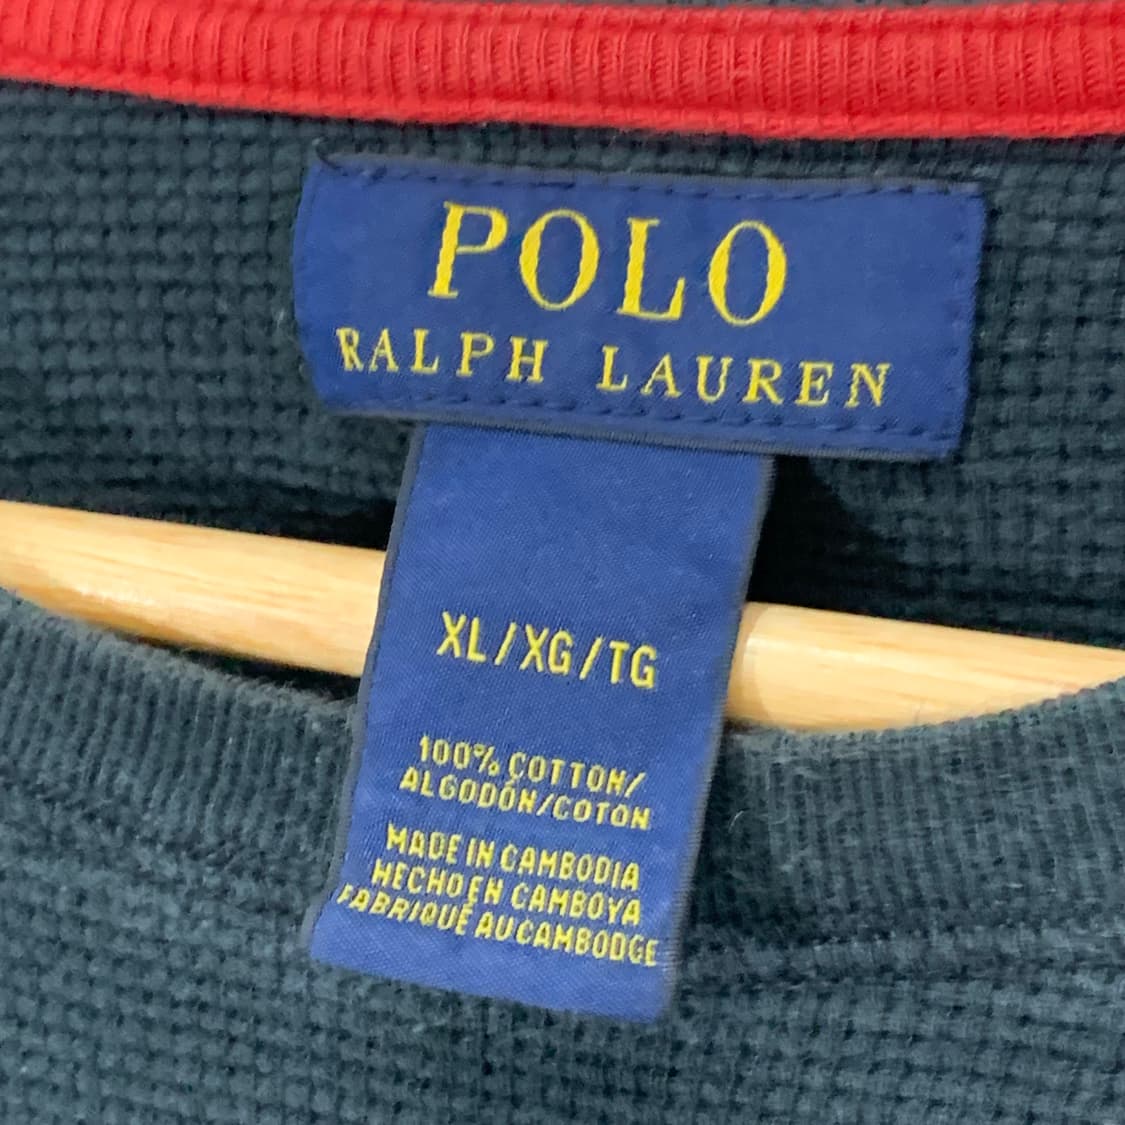 POLO
RALPH LAUREN
XL/XG/TG
100% COTTON/
ALGODÓN/COTON
MADE IN CAMBODIA
HECHO EN CAMBOYA
FABRIQUÉ AU CAMBODGE